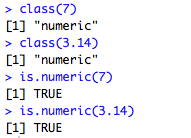 > class(7)
[1] "numeric"
> class(3.14)
[1] "numeric"
> is.numeric(7)
[1] TRUE
> is.numeric(3.14)
[1] TRUE